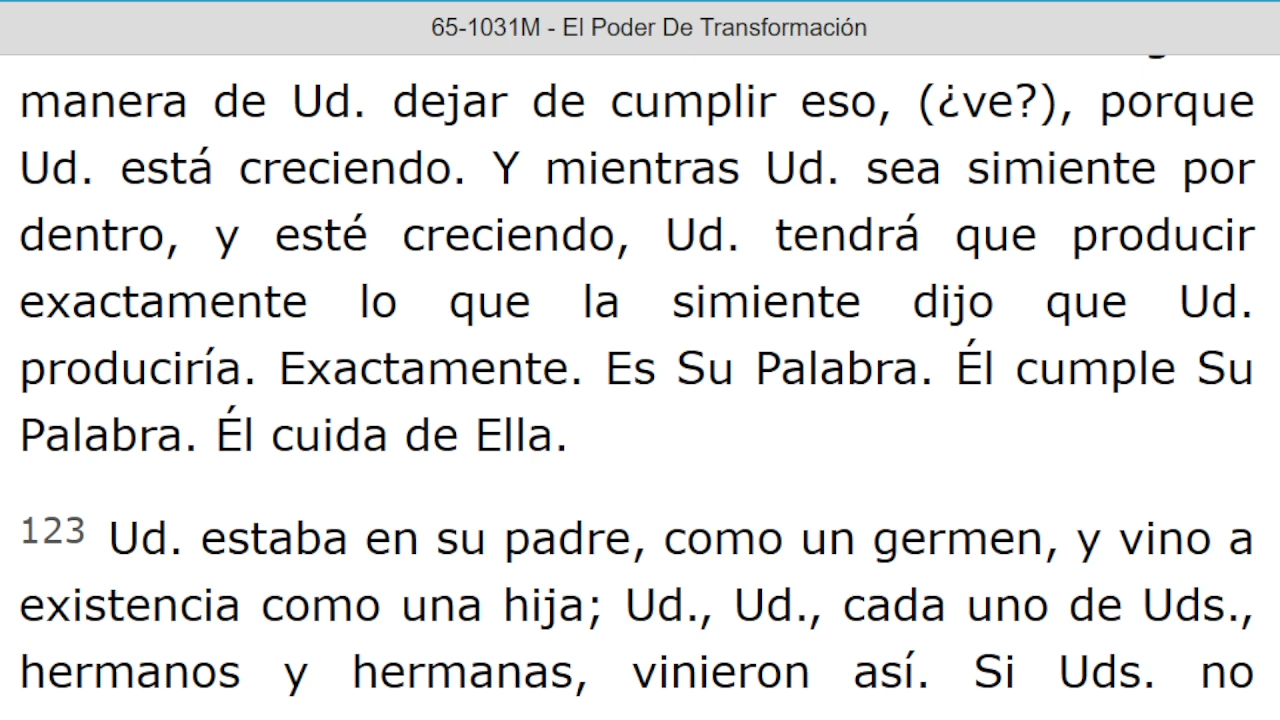 65-1031M - El Poder De Transformación
manera de Ud. dejar de cumplir eso, (¿ve?), porque
Ud. está creciendo. Y mientras Ud. sea simiente por
dentro, y esté creciendo, Ud. tendrá que producir
exactamente lo que la simiente dijo que Ud.
produciría. Exactamente. Es Su Palabra. Él cumple Su
Palabra. Él cuida de Ella.
123 Ud. estaba en su padre, como un germen, y vino a
existencia como una hija; Ud., Ud., cada uno de Uds.,
hermanos y hermanas, vinieron así. Si Uds. no